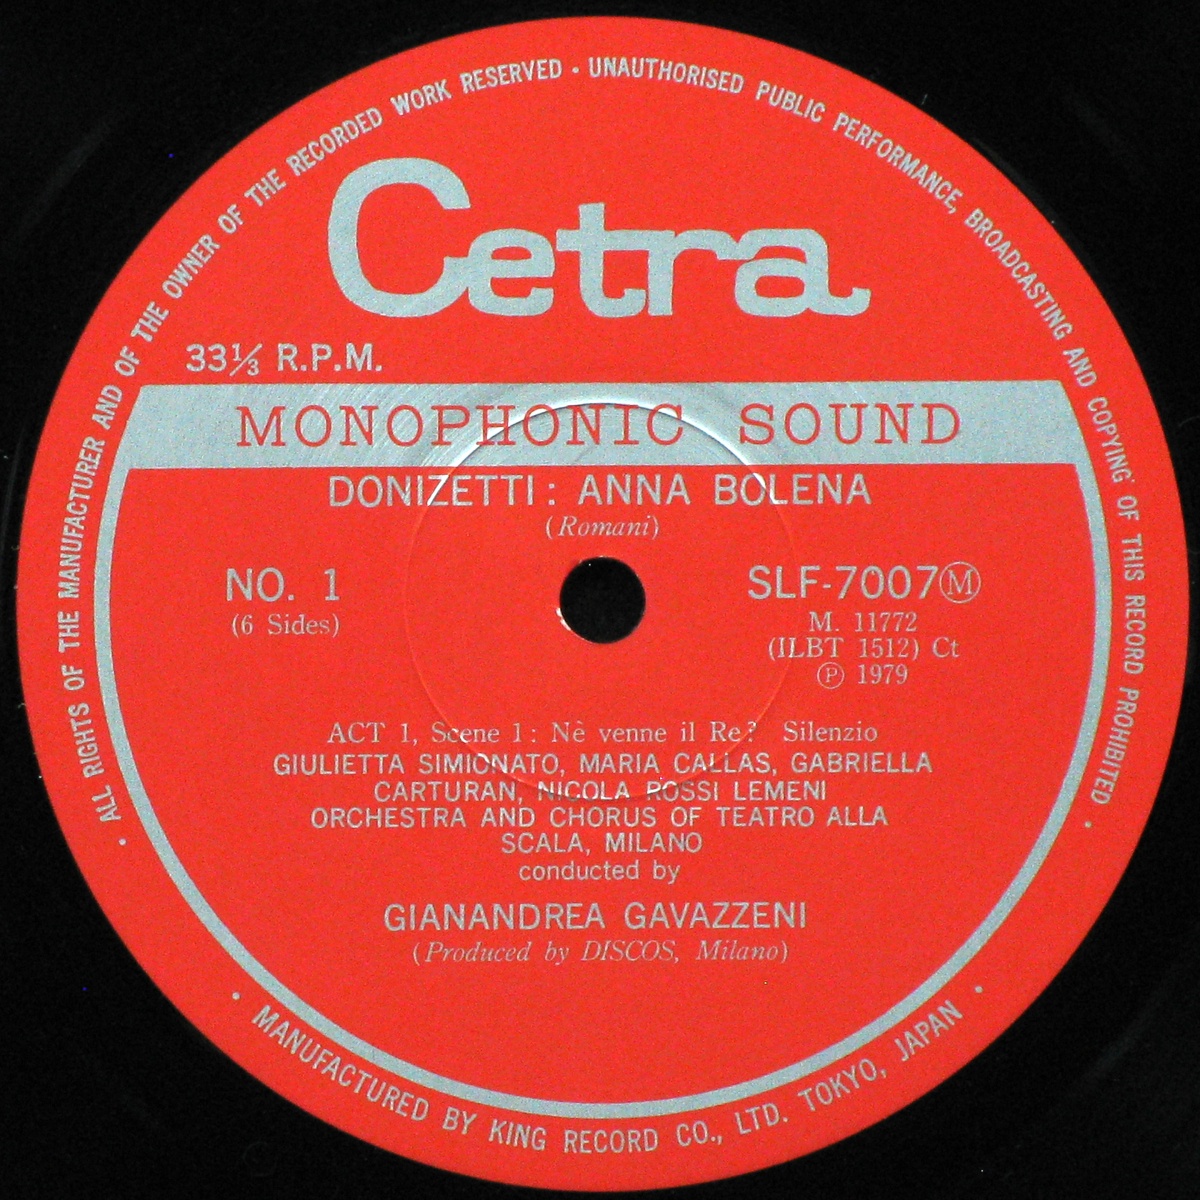 ALL RIGHTS OF THE MANUFACTURER AND OF THE OWNER OF THE RECORDED WORK RESERVED · UNAUTHORISED PUBLIC PERFORMANCE, BROADCASTING AND COPYING OF THIS RECORD PROHIBITED
Cetra
33⅓ R.P.M.
MONOPHONIC SOUND
DONIZETTI: ANNA BOLENA
(Romani)
NO. 1
(6 Sides)
SLF-7007Ⓜ
M. 11772
(ILBT 1512) Ct
℗ 1979
ACT 1, Scene 1: Nè venne il Re? Silenzio
GIULIETTA SIMIONATO, MARIA CALLAS, GABRIELLA
CARTURAN, NICOLA ROSSI LEMENI
ORCHESTRA AND CHORUS OF TEATRO ALLA
SCALA, MILANO
conducted by
GIANANDREA GAVAZZENI
(Produced by DISCOS, Milano)
· MANUFACTURED BY KING RECORD CO., LTD. TOKYO, JAPAN ·